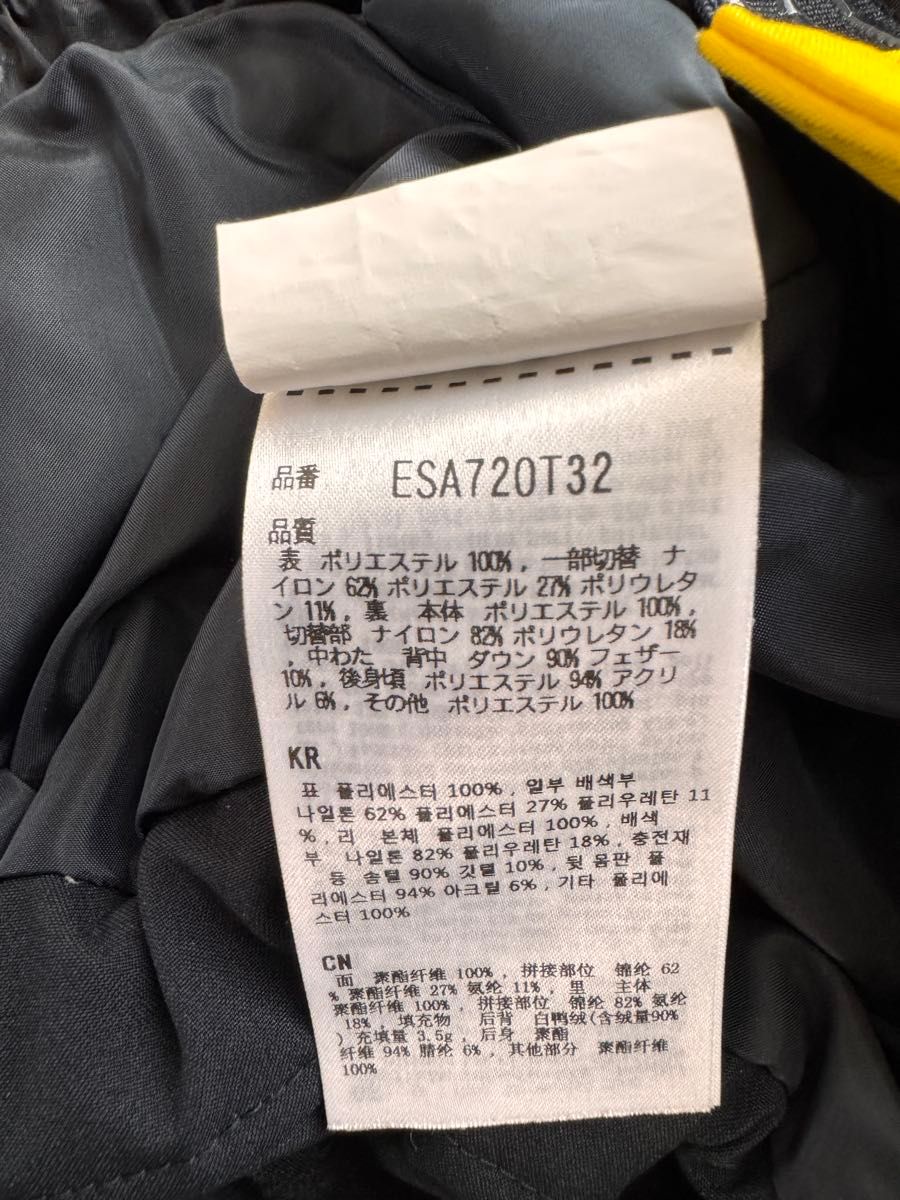 品番 ESA720T32
品質
表 ポリエステル 100%, 一部切替 ナ
イロン 62% ポリエステル 27% ポリウレタ
ン 11%, 裏 本体 ポリエステル 100%,
切替部 ナイロン 82% ポリウレタン 18%
, 中わた 背中 ダウン 90% フェザー
10%, 後身頃 ポリエステル 94% アクリ
ル 6%, その他 ポリエステル 100%
KR
표 폴리에스터 100%, 일부 배색부
나일론 62% 폴리에스터 27% 폴리우레탄 11
%, 리 본체 폴리에스터 100%, 배색
부 나일론 82% 폴리우레탄 18%, 충전재
등 솜털 90% 깃털 10%, 뒷 몸판 폴
리에스터 94% 아크릴 6%, 기타 폴리에
스터 100%
CN
面 聚酯纤维 100%, 拼接部位 锦纶 62
% 聚酯纤维 27% 氨纶 11%, 里 主体
聚酯纤维 100%, 拼接部位 锦纶 82% 氨纶
18%, 填充物 后背 白鸭绒(含绒量90%
) 充填量 3.5g, 后身 聚酯
纤维 94% 腈纶 6%, 其他部分 聚酯纤维
100%